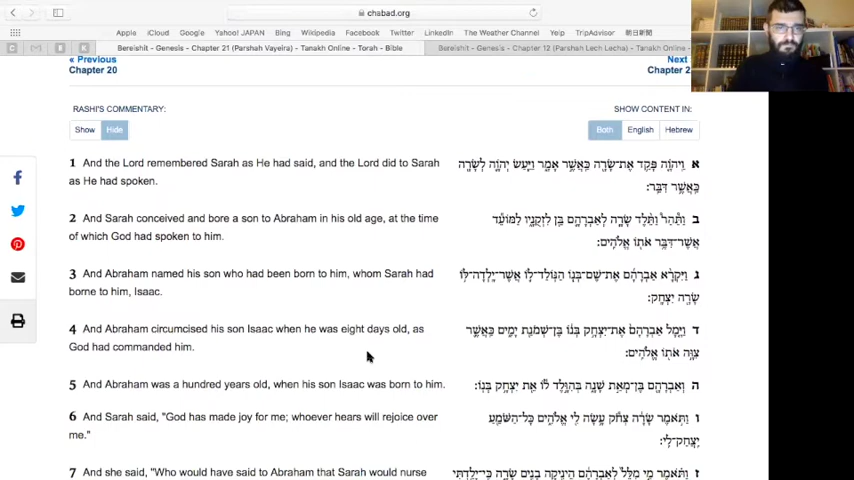 chabad.org
Apple iCloud Google Yahoo! JAPAN Bing Wikipedia Facebook Twitter LinkedIn The Weather Channel Yelp TripAdvisor 朝日新聞
Bereishit - Genesis - Chapter 21 (Parshah Vayeira) - Tanakh Online - Torah - Bible
Bereishit - Genesis - Chapter 12 (Parshah Lech Lecha) - Tanakh Online -
« Previous
Chapter 20
Next
Chapter 2
RASHI'S COMMENTARY:
Show Hide
SHOW CONTENT IN:
Both English Hebrew
1 And the Lord remembered Sarah as He had said, and the Lord did to Sarah
as He had spoken.
א וַיהֹוָ֛ה פָּקַ֥ד אֶת־שָׂרָ֖ה כַּֽאֲשֶׁ֣ר אָמָ֑ר וַיַּ֧עַשׂ יְהֹוָ֛ה לְשָׂרָ֖ה
כַּֽאֲשֶׁ֥ר דִּבֵּֽר:
2 And Sarah conceived and bore a son to Abraham in his old age, at the time
of which God had spoken to him.
ב וַתַּ֩הַר֩ וַתֵּ֨לֶד שָׂרָ֧ה לְאַבְרָהָ֛ם בֵּ֖ן לִזְקֻנָ֑יו לַמּוֹעֵ֕ד
אֲשֶׁר־דִּבֶּ֥ר אֹת֖וֹ אֱלֹהִֽים:
3 And Abraham named his son who had been born to him, whom Sarah had
borne to him, Isaac.
ג וַיִּקְרָ֨א אַבְרָהָ֜ם אֶת־שֶׁם־בְּנ֧וֹ הַנּֽוֹלַד־ל֛וֹ אֲשֶׁר־יָֽלְדָה־לּ֥וֹ
שָׂרָ֖ה יִצְחָֽק:
4 And Abraham circumcised his son Isaac when he was eight days old, as
God had commanded him.
ד וַיָּ֤מָל אַבְרָהָם֙ אֶת־יִצְחָ֣ק בְּנ֔וֹ בֶּן־שְׁמֹנַ֖ת יָמִ֑ים כַּֽאֲשֶׁ֛ר
צִוָּ֥ה אֹת֖וֹ אֱלֹהִֽים:
5 And Abraham was a hundred years old, when his son Isaac was born to him.
ה וְאַבְרָהָ֖ם בֶּן־מְאַ֣ת שָׁנָ֑ה בְּהִוָּ֣לֶד ל֔וֹ אֵ֖ת יִצְחָ֥ק בְּנֽוֹ:
6 And Sarah said, "God has made joy for me; whoever hears will rejoice over
me."
ו וַתֹּ֣אמֶר שָׂרָ֔ה צְחֹ֕ק עָ֥שָׂה לִ֖י אֱלֹהִ֑ים כָּל־הַשֹּׁמֵ֖עַ
יִֽצֲחַק־לִֽי:
7 And she said, "Who would have said to Abraham that Sarah would nurse
ז וַתֹּ֗אמֶר מִ֤י מִלֵּל֙ לְאַבְרָהָ֔ם הֵינִ֥יקָה בָנִ֖ים שָׂרָ֑ה כִּֽי־יָלַ֥דְתִּי